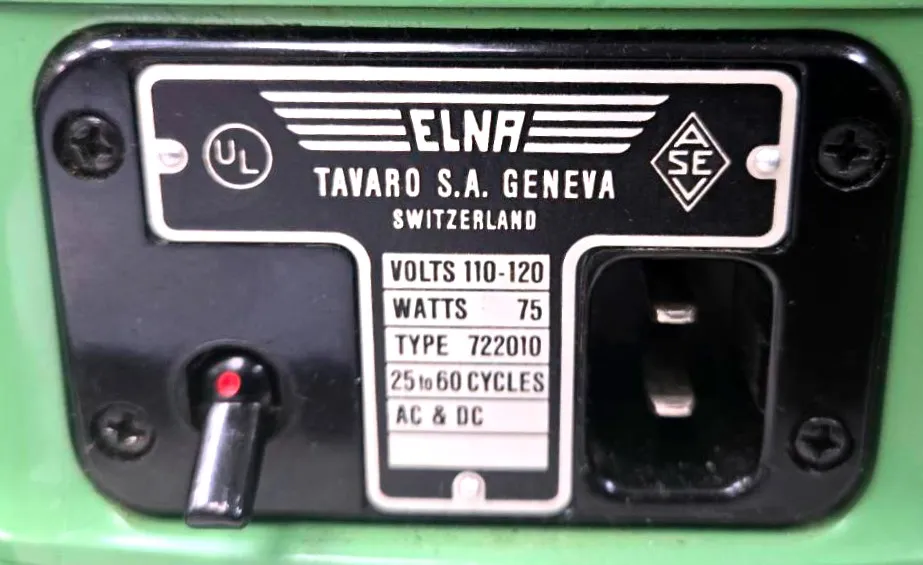 UL
ELNA
ASEV
TAVARO S.A. GENEVA
SWITZERLAND
VOLTS 110-120
WATTS 75
TYPE 722010
25 to 60 CYCLES
AC & DC